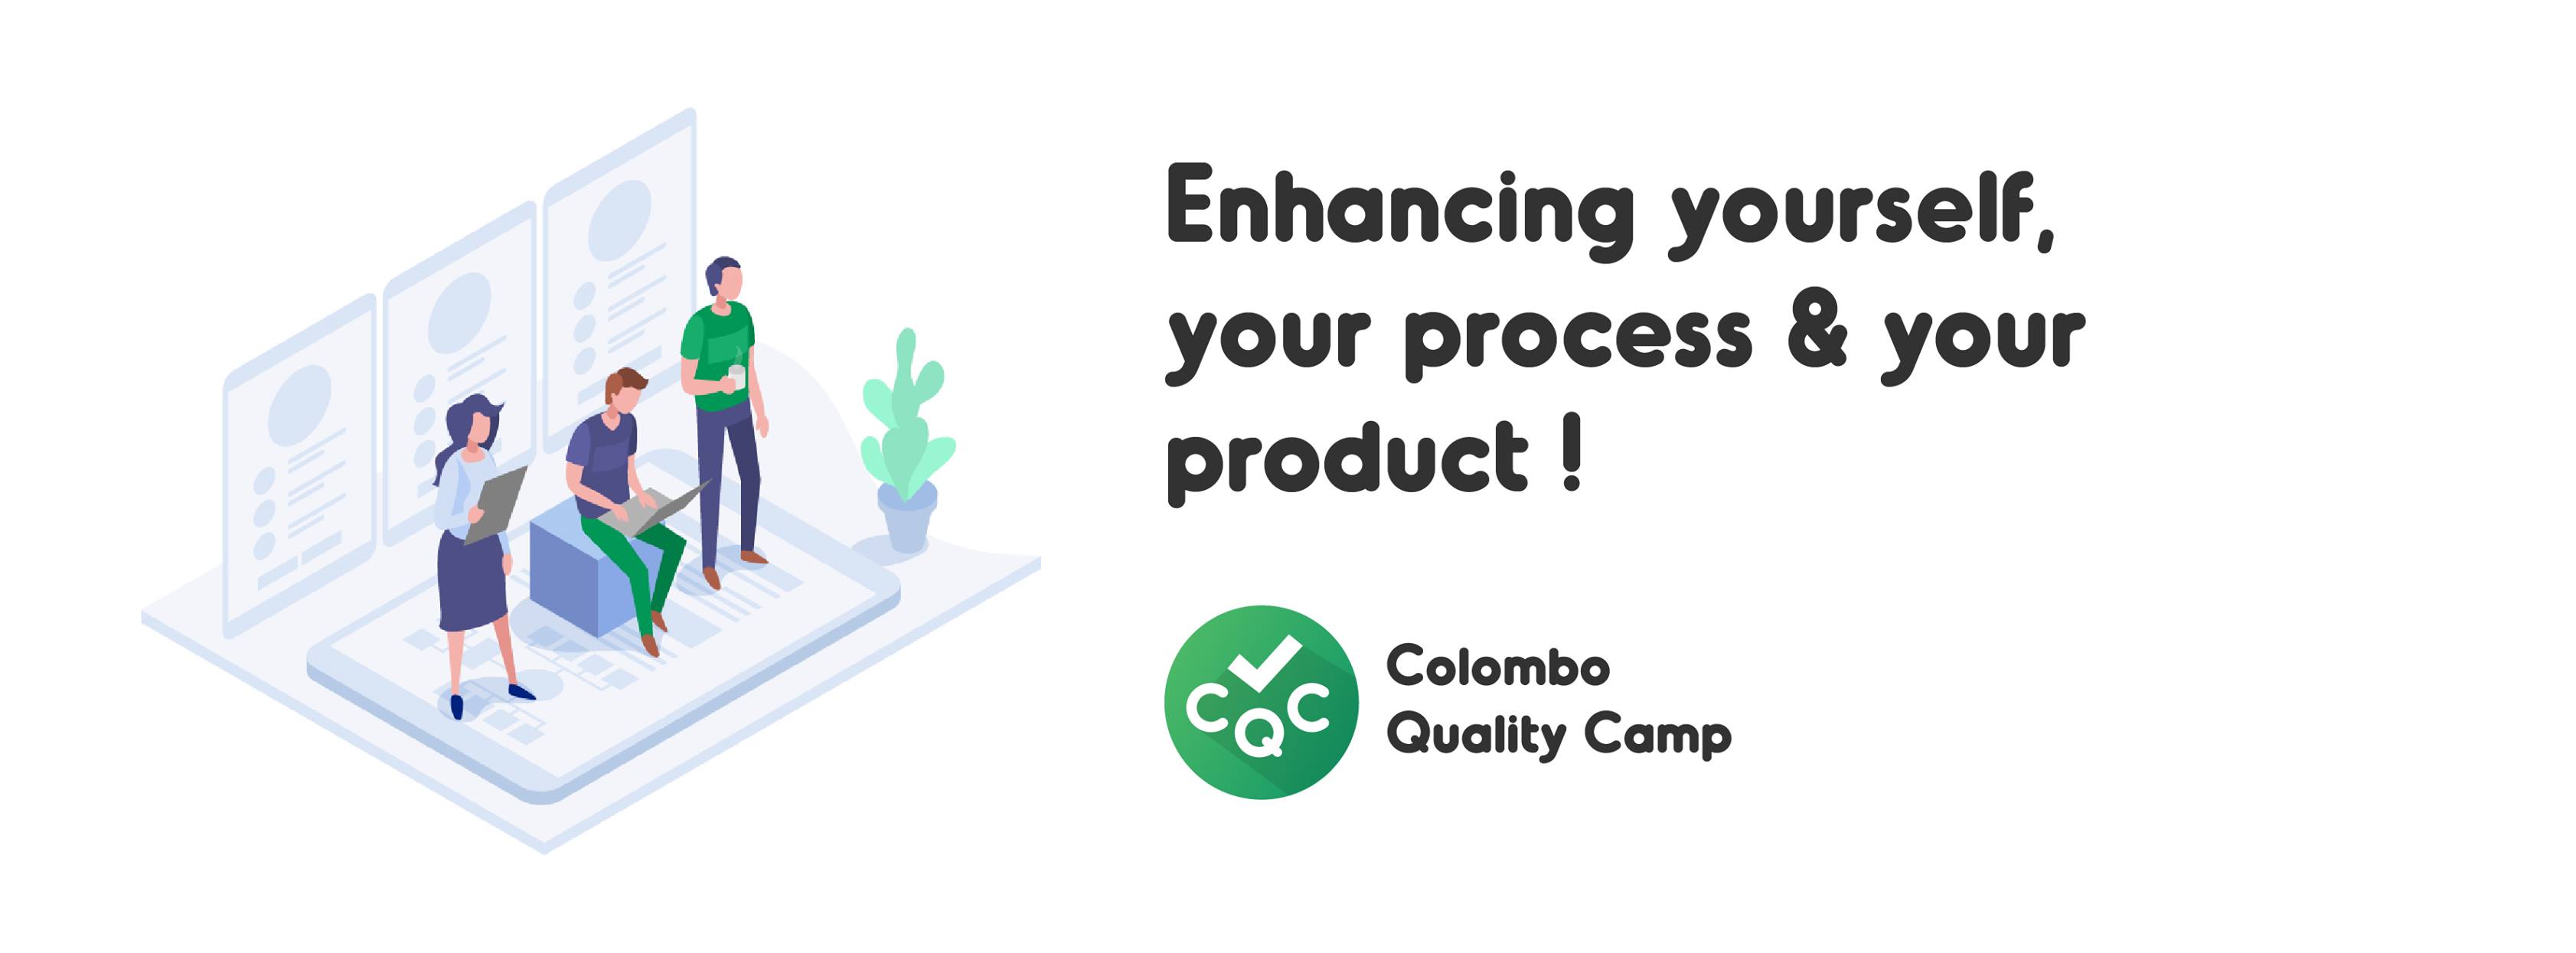 Enhancing yourself,
your process & your
product !
CQC
Colombo
Quality Camp